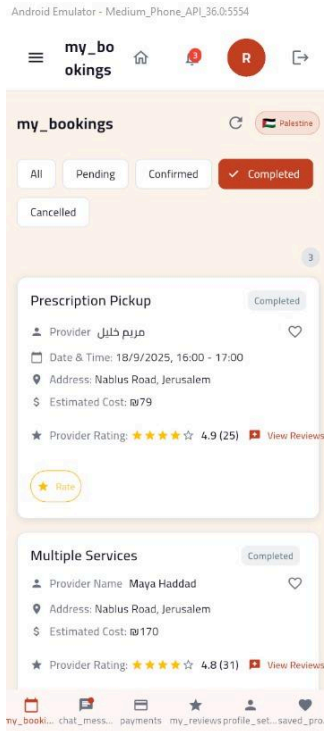 Android Emulator - Medium_Phone_API_36.0:5554
my_bo
okings
3
R
my_bookings
Palestine
All
Pending
Confirmed
Completed
Cancelled
3
Prescription Pickup
Completed
Provider مريم خليل
Date & Time: 18/9/2025, 16:00 - 17:00
Address: Nablus Road, Jerusalem
$ Estimated Cost: ₪79
Provider Rating: 4.9 (25) View Reviews
Rate
Multiple Services
Completed
Provider Name Maya Haddad
Address: Nablus Road, Jerusalem
$ Estimated Cost: ₪170
Provider Rating: 4.8 (31) View Reviews
my_booki... chat_mess... payments my_reviews profile_set... saved_pro...